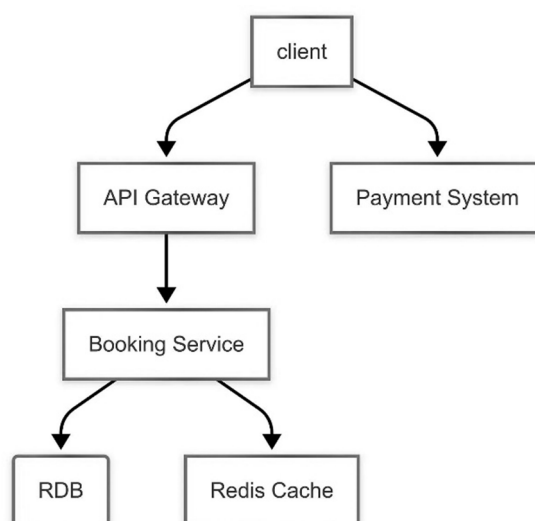 client
API Gateway
Payment System
Booking Service
RDB
Redis Cache